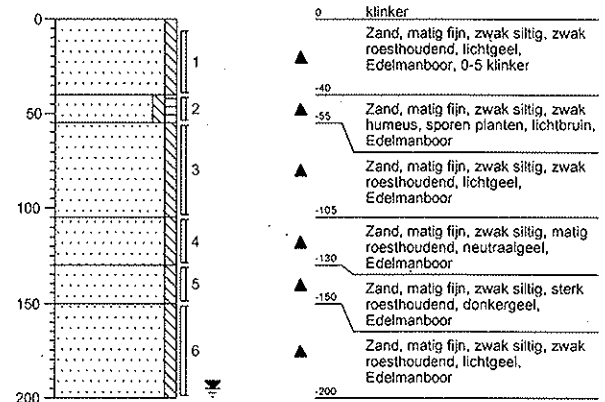 0
50
100
150
200
1
2
3
4
5
6
0 klinker
Zand, matig fijn, zwak siltig, zwak
roesthoudend, lichtgeel,
Edelmanboor, 0-5 klinker
-40
Zand, matig fijn, zwak siltig, zwak
humeus, sporen planten, lichtbruin,
Edelmanboor
-55
Zand, matig fijn, zwak siltig, zwak
roesthoudend, lichtgeel,
Edelmanboor
-105
Zand, matig fijn, zwak siltig, matig
roesthoudend, neutraalgeel,
Edelmanboor
-130
Zand, matig fijn, zwak siltig, sterk
roesthoudend, donkergeel,
Edelmanboor
-150
Zand, matig fijn, zwak siltig, zwak
roesthoudend, lichtgeel,
Edelmanboor
-200